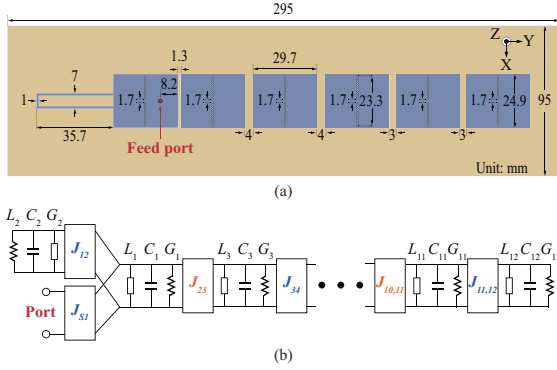 295
Z Y
X
1.3
29.7
7
8.2
1
1.7 1.7 1.7 1.7 1.7 1.7
23.3
24.9
95
35.7
Feed port
4 4 3 3
Unit: mm
(a)
L2 C2 G2
J12
L1 C1 G1
J23
L3 C3 G3
J34
J10,11
L11 C11 G11
J11,12
L12 C12 G12
Port
JS1
(b)